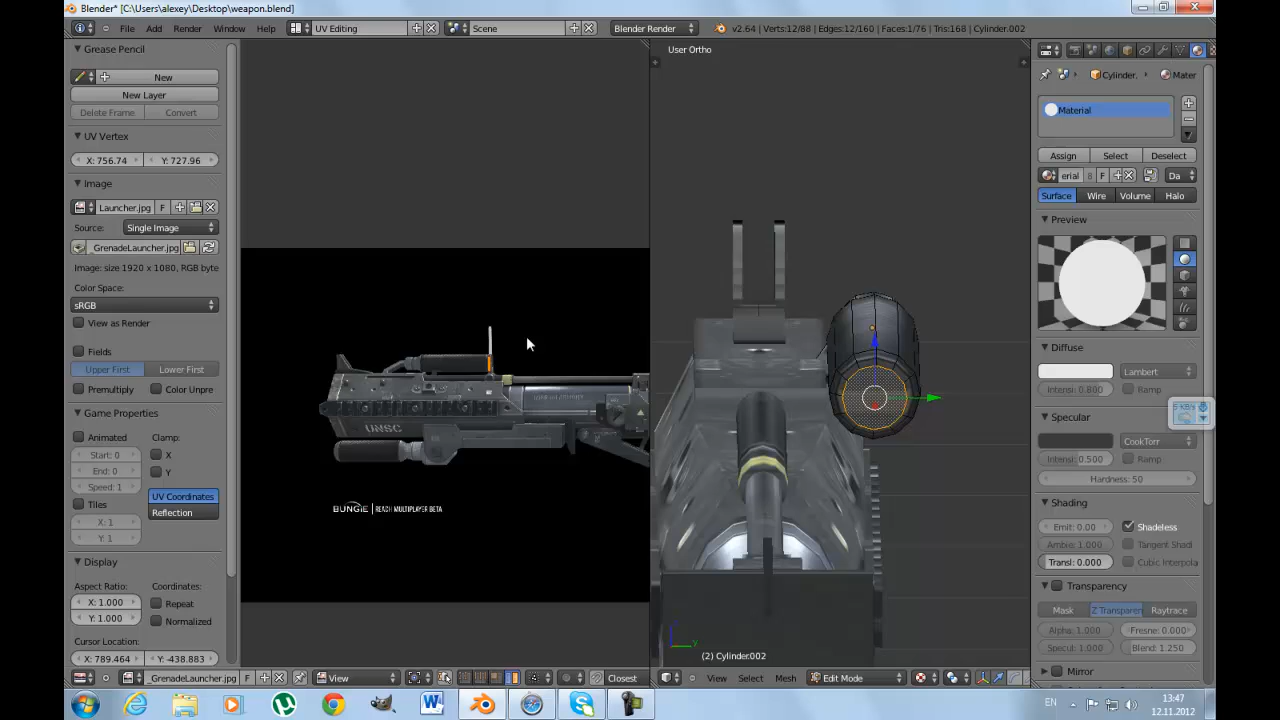 Blender* [C:\Users\alexey\Desktop\weapon.blend]
File Add Render Window Help UV Editing Scene Blender Render v2.64 | Verts:12/88 | Edges:12/160 | Faces:1/76 | Tris:168 | Cylinder.002
Grease Pencil
New
New Layer
Delete Frame Convert
UV Vertex
X: 756.74 Y: 727.96
Image
Launcher.jpg F
Source: Single Image
_GrenadeLauncher.jpg
Image: size 1920 x 1080, RGB byte
Color Space:
sRGB
View as Render
Fields
Upper First Lower First
Premultiply Color Unpre
Game Properties
Animated Clamp:
Start: 0 X
End: 0 Y
Speed: 1
Tiles UV Coordinates
X: 1 Reflection
Y: 1
Display
Aspect Ratio: Coordinates:
X: 1.000 Repeat
Y: 1.000 Normalized
Cursor Location:
X: 789.464 Y: -438.883
View _GrenadeLauncher.jpg F View Closest
UNSC
BUNGIE | REACH MULTIPLAYER BETA
User Ortho
(2) Cylinder.002
View Select Mesh Edit Mode
Cylinder. Mater
Material
Assign Select Deselect
erial 8 F Da
Surface Wire Volume Halo
Preview
Diffuse
Lambert
Intensi: 0.800 Ramp
Specular
CookTorr
Intensi: 0.500 Ramp
Hardness: 50
Shading
Emit: 0.00 Shadeless
Ambie: 1.000 Tangent Shadi
Transl: 0.000 Cubic Interpola
Transparency
Mask Z Transparen Raytrace
Alpha: 1.000 Fresne: 0.000
Specul: 1.000 Blend: 1.250
Mirror
EN 13:47
12.11.2012